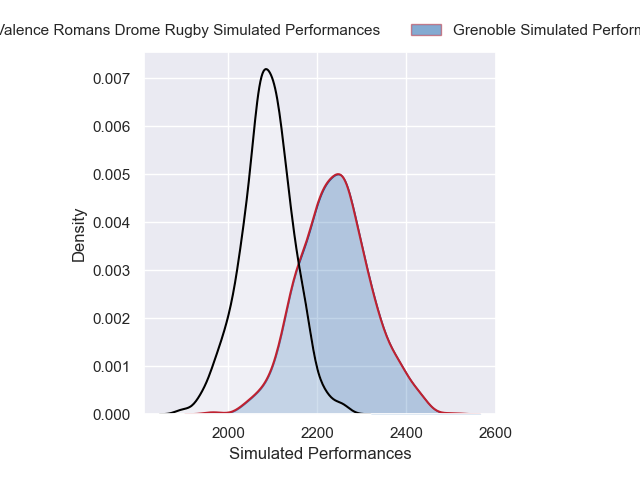 Valence Romans Drome Rugby Simulated Performances
Grenoble Simulated Perform
0.007
0.006
0.005
0.004
0.003
0.002
0.001
0.000
Density
2000 2200 2400 2600
Simulated Performances